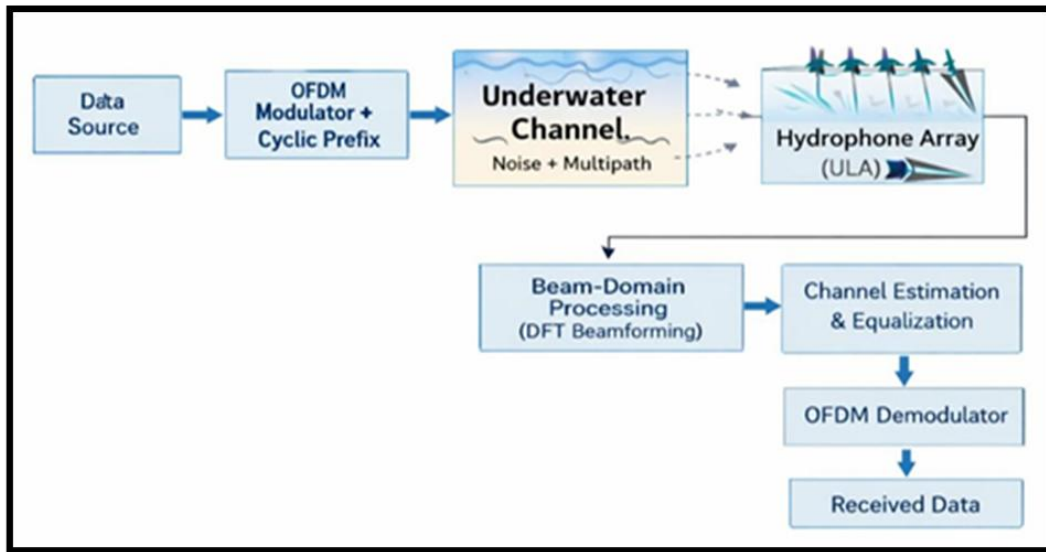 Data
Source
OFDM
Modulator +
Cyclic Prefix
Underwater
Channel.
Noise + Multipath
Hydrophone Array
(ULA)
Beam-Domain
Processing
(DFT Beamforming)
Channel Estimation
& Equalization
OFDM Demodulator
Received Data